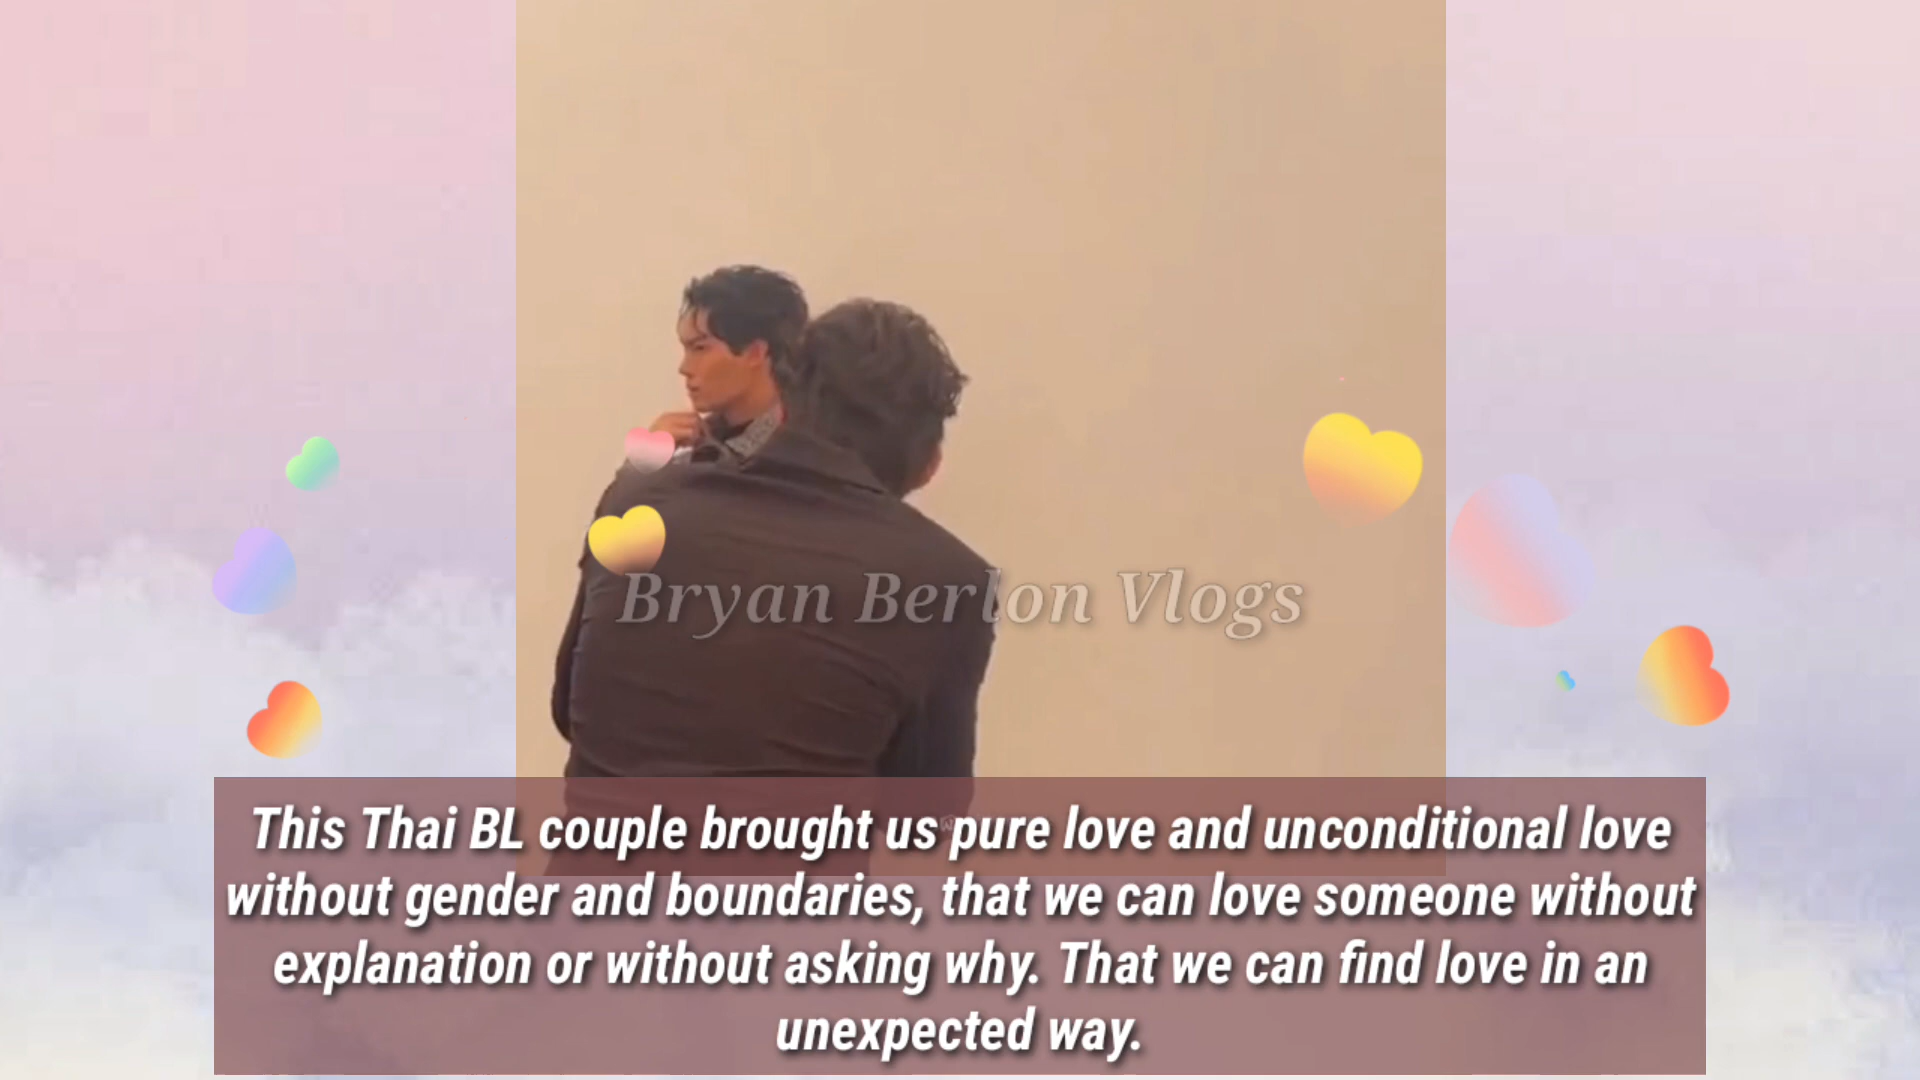 Bryan Berlon Vlogs
This Thai BL couple brought us pure love and unconditional love
without gender and boundaries, that we can love someone without
explanation or without asking why. That we can find love in an
unexpected way.